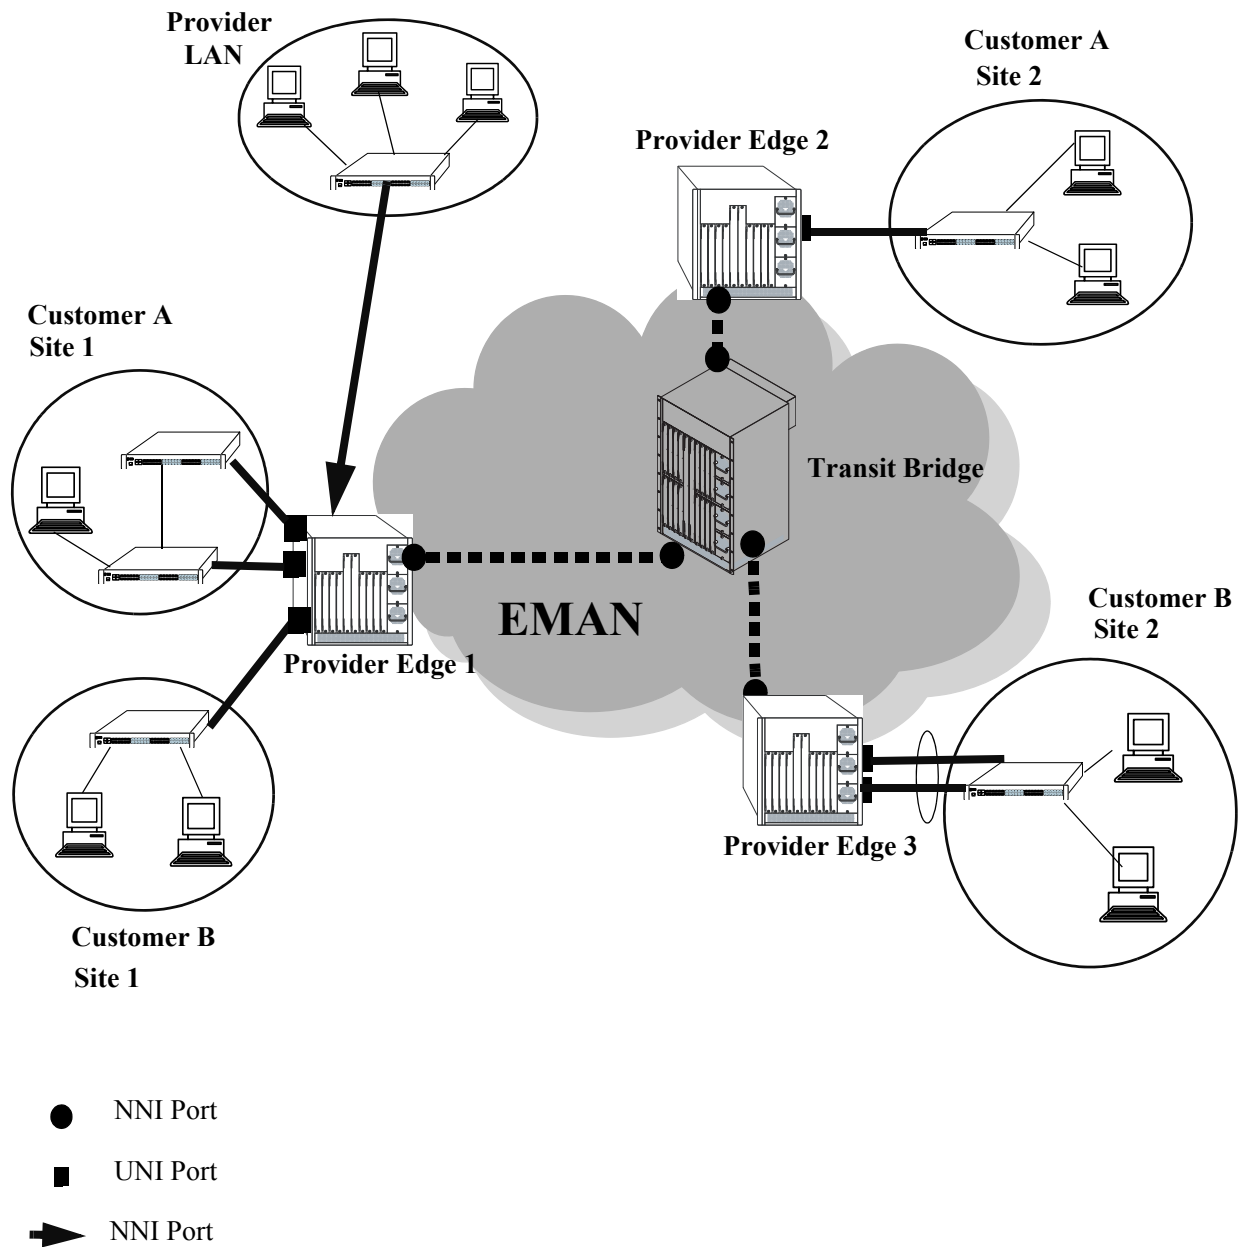 Provider
LAN
Customer A
Site 2
Provider Edge 2
Customer A
Site 1
Transit Bridge
EMAN
Customer B
Site 2
Provider Edge 1
Provider Edge 3
Customer B
Site 1
NNI Port
UNI Port
NNI Port